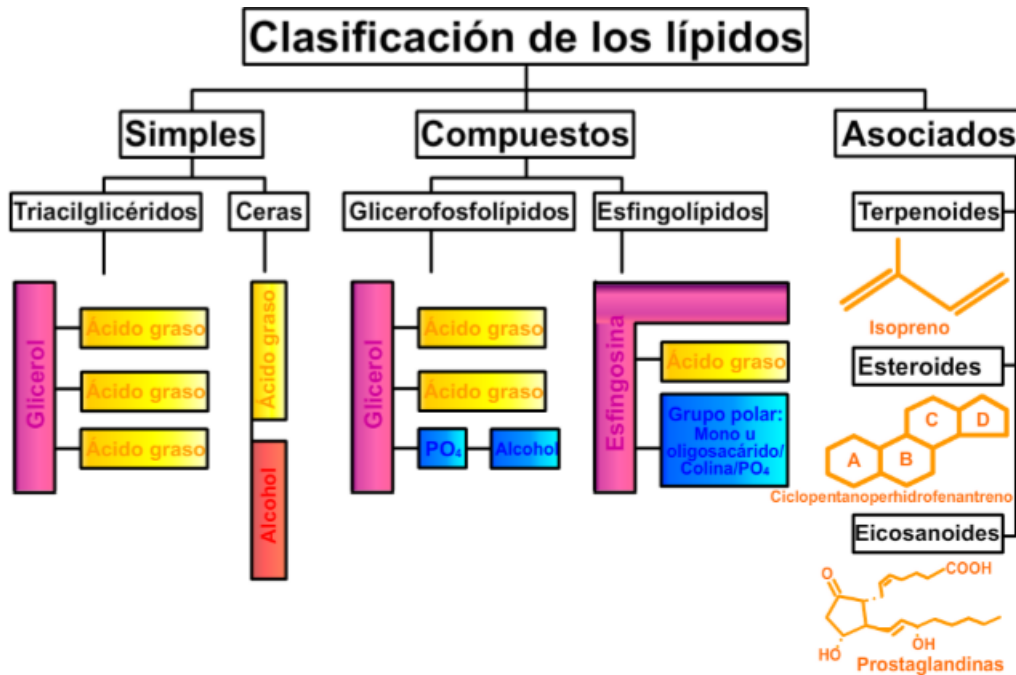 Clasificación de los lípidos
Simples
Compuestos
Asociados
Triacilglicéridos
Ceras
Glicerofosfolípidos
Esfingolípidos
Terpenoides
Glicerol
Ácido graso
Ácido graso
Ácido graso
Ácido graso
Alcohol
Glicerol
Ácido graso
Ácido graso
PO₄
Alcohol
Esfingosina
Ácido graso
Grupo polar:
Mono u
oligosacárido/
Colina/PO₄
Isopreno
Esteroides
A
B
C
D
Ciclopentanoperhidrofenantreno
Eicosanoides
O
COOH
HO
OH
Prostaglandinas